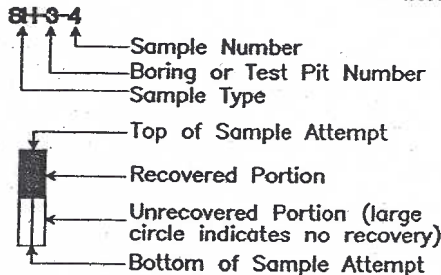 SH-3-4
Sample Number
Boring or Test Pit Number
Sample Type
Top of Sample Attempt
Recovered Portion
Unrecovered Portion (large
circle indicates no recovery)
Bottom of Sample Attempt